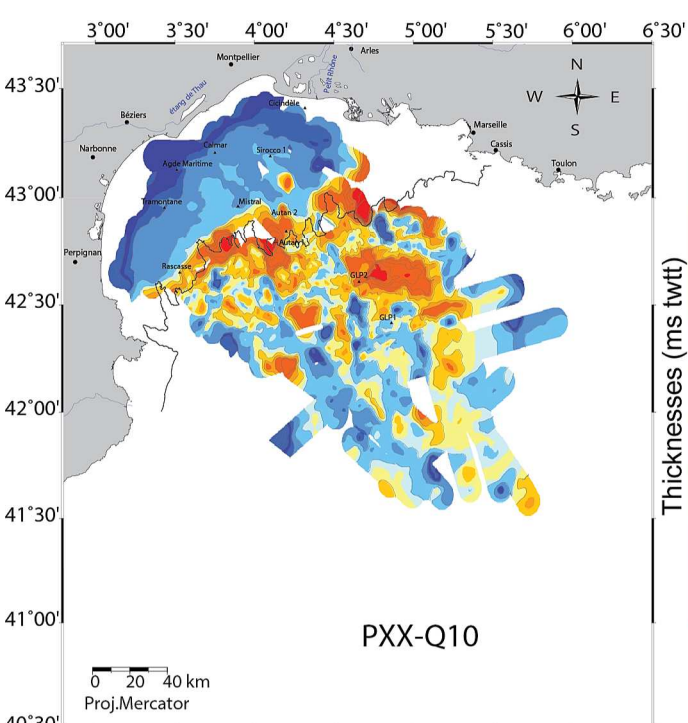 3˚00' 3˚30' 4˚00' 4˚30' 5˚00' 5˚30' 6˚00' 6˚30'
Arles
Montpellier
43˚30'
Petit Rhône
étang de Thau
N
W E
S
Cicindèle
Béziers
Marseille
Narbonne
Calmar
Sirocco 1
Cassis
Agde Maritime
Toulon
43˚00'
Tramontane
Mistral
Autan 2
Autan1
Perpignan
Rascasse
GLP2
42˚30'
GLP1
Thicknesses (ms twtt)
42˚00'
41˚30'
41˚00'
PXX-Q10
0 20 40 km
Proj.Mercator
40˚30'